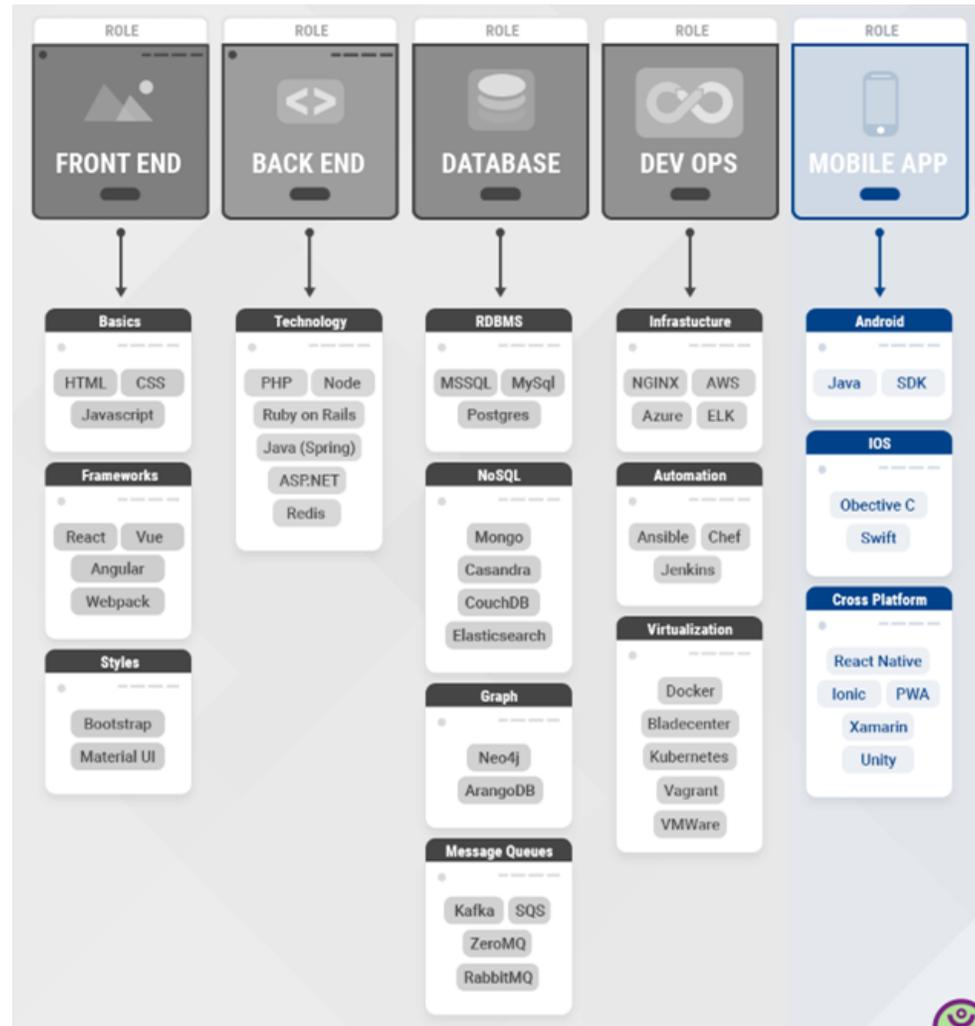 ROLE
FRONT END
Basics
HTML CSS
Javascript
Frameworks
React Vue
Angular
Webpack
Styles
Bootstrap
Material UI
ROLE
BACK END
Technology
PHP Node
Ruby on Rails
Java (Spring)
ASP.NET
Redis
ROLE
DATABASE
RDBMS
MSSQL MySql
Postgres
NoSQL
Mongo
Casandra
CouchDB
Elasticsearch
Graph
Neo4j
ArangoDB
Message Queues
Kafka SQS
ZeroMQ
RabbitMQ
ROLE
DEV OPS
Infrastucture
NGINX AWS
Azure ELK
Automation
Ansible Chef
Jenkins
Virtualization
Docker
Bladecenter
Kubernetes
Vagrant
VMWare
ROLE
MOBILE APP
Android
Java SDK
IOS
Obective C
Swift
Cross Platform
React Native
Ionic PWA
Xamarin
Unity